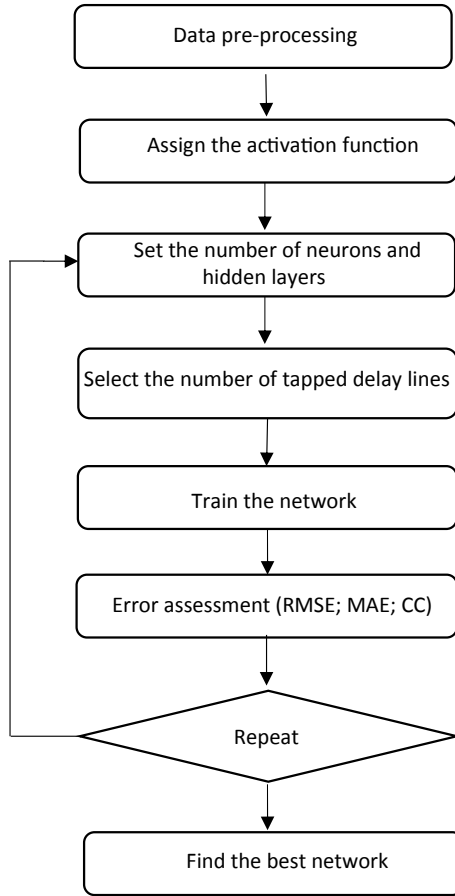 Data pre-processing
Assign the activation function
Set the number of neurons and
hidden layers
Select the number of tapped delay lines
Train the network
Error assessment (RMSE; MAE; CC)
Repeat
Find the best network